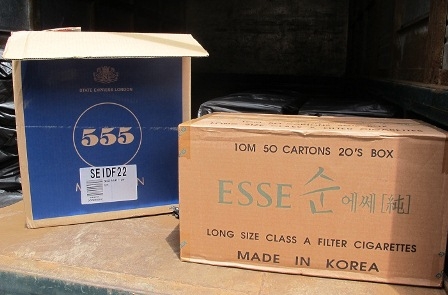 STATE EXPRESS LONDON
555
SE1DF22
10M 50 CARTONS 20'S BOX
ESSE 순 에쎄[純]
LONG SIZE CLASS A FILTER CIGARETTES
MADE IN KOREA